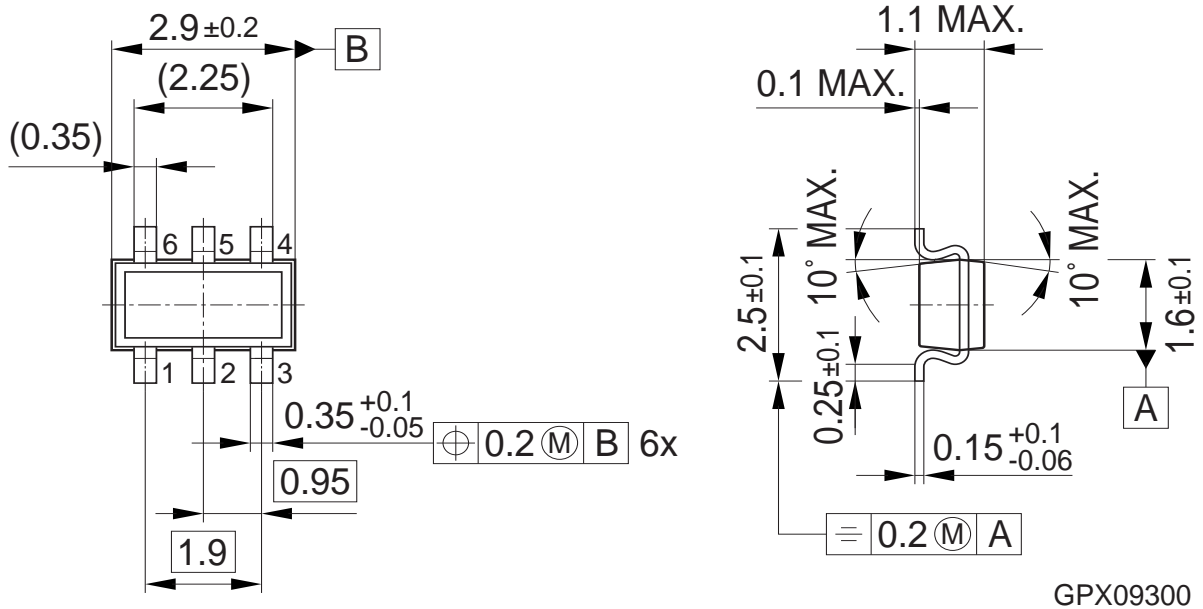 2.9 ±0.2
B
(2.25)
(0.35)
6 5 4
1 2 3
0.35 +0.1 -0.05
⌖ 0.2 Ⓜ B 6x
0.95
1.9
1.1 MAX.
0.1 MAX.
10° MAX.
10° MAX.
2.5±0.1
0.25±0.1
1.6±0.1
A
0.15 +0.1 -0.06
⌯ 0.2 Ⓜ A
GPX09300